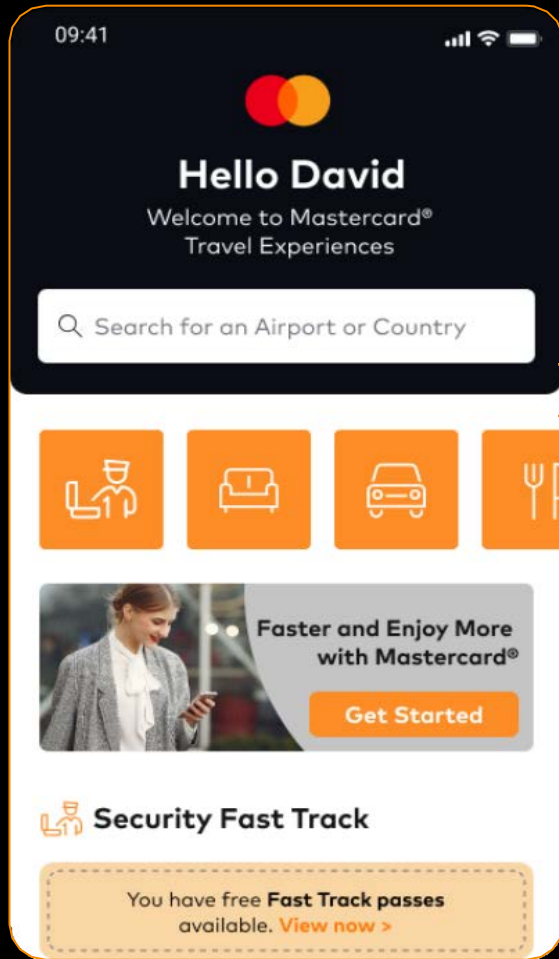 09:41
Hello David
Welcome to Mastercard®
Travel Experiences
Search for an Airport or Country
Faster and Enjoy More
with Mastercard®
Get Started
Security Fast Track
You have free Fast Track passes
available. View now >